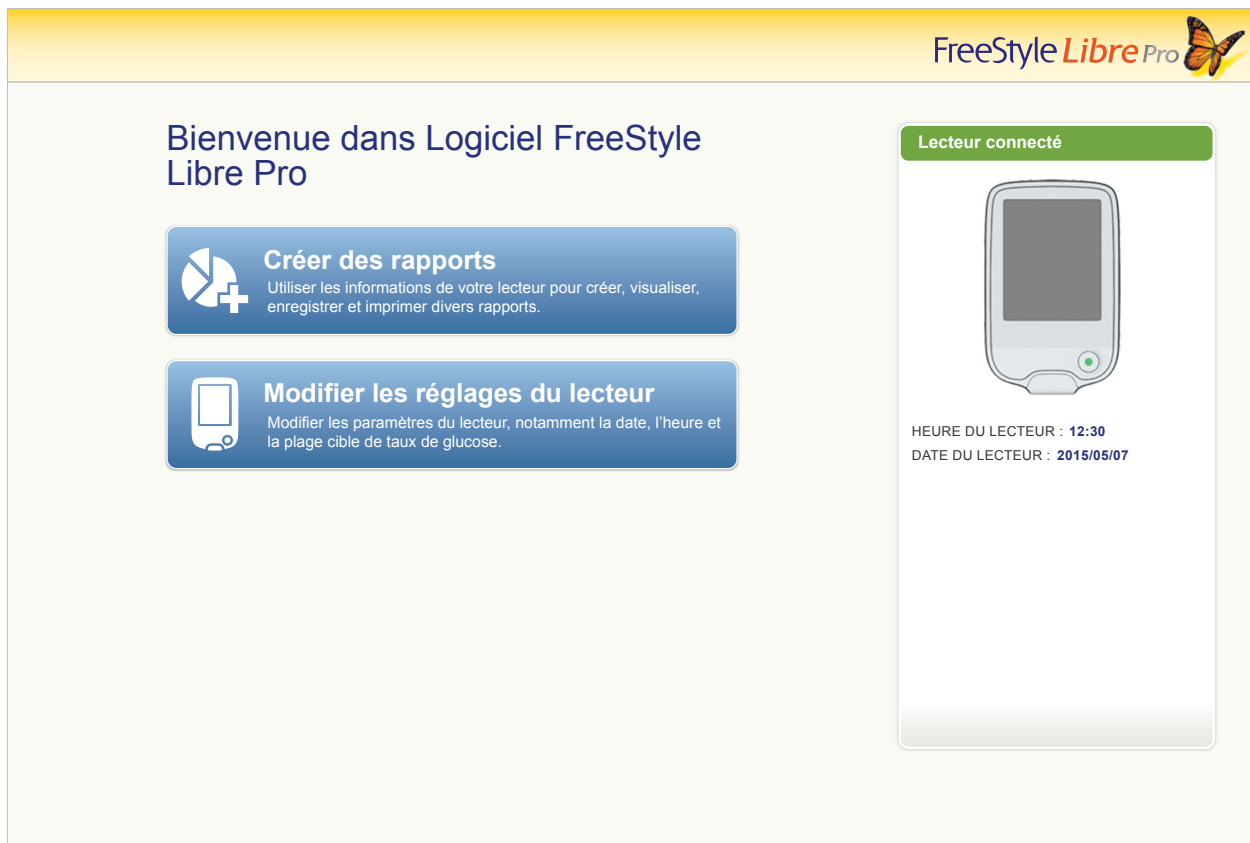 FreeStyle Libre Pro
Bienvenue dans Logiciel FreeStyle
Libre Pro
Créer des rapports
Utiliser les informations de votre lecteur pour créer, visualiser,
enregistrer et imprimer divers rapports.
Modifier les réglages du lecteur
Modifier les paramètres du lecteur, notamment la date, l'heure et
la plage cible de taux de glucose.
Lecteur connecté
HEURE DU LECTEUR : 12:30
DATE DU LECTEUR : 2015/05/07